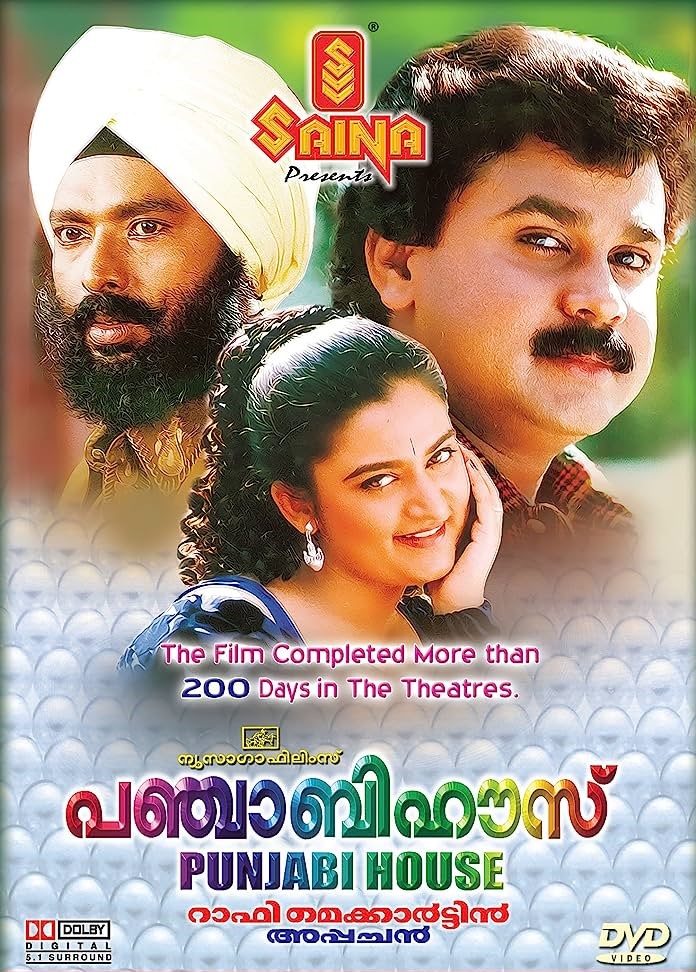 ®
SAINA
Presents
The Film Completed More than
200 Days in The Theatres.
ന്യൂസാഗാഫിലിംസ്
പഞ്ചാബിഹൗസ്
PUNJABI HOUSE
റാഫി മെക്കാർട്ടിൻ
അപ്പച്ചൻ
DOLBY
DIGITAL
5.1 SURROUND
DVD
VIDEO